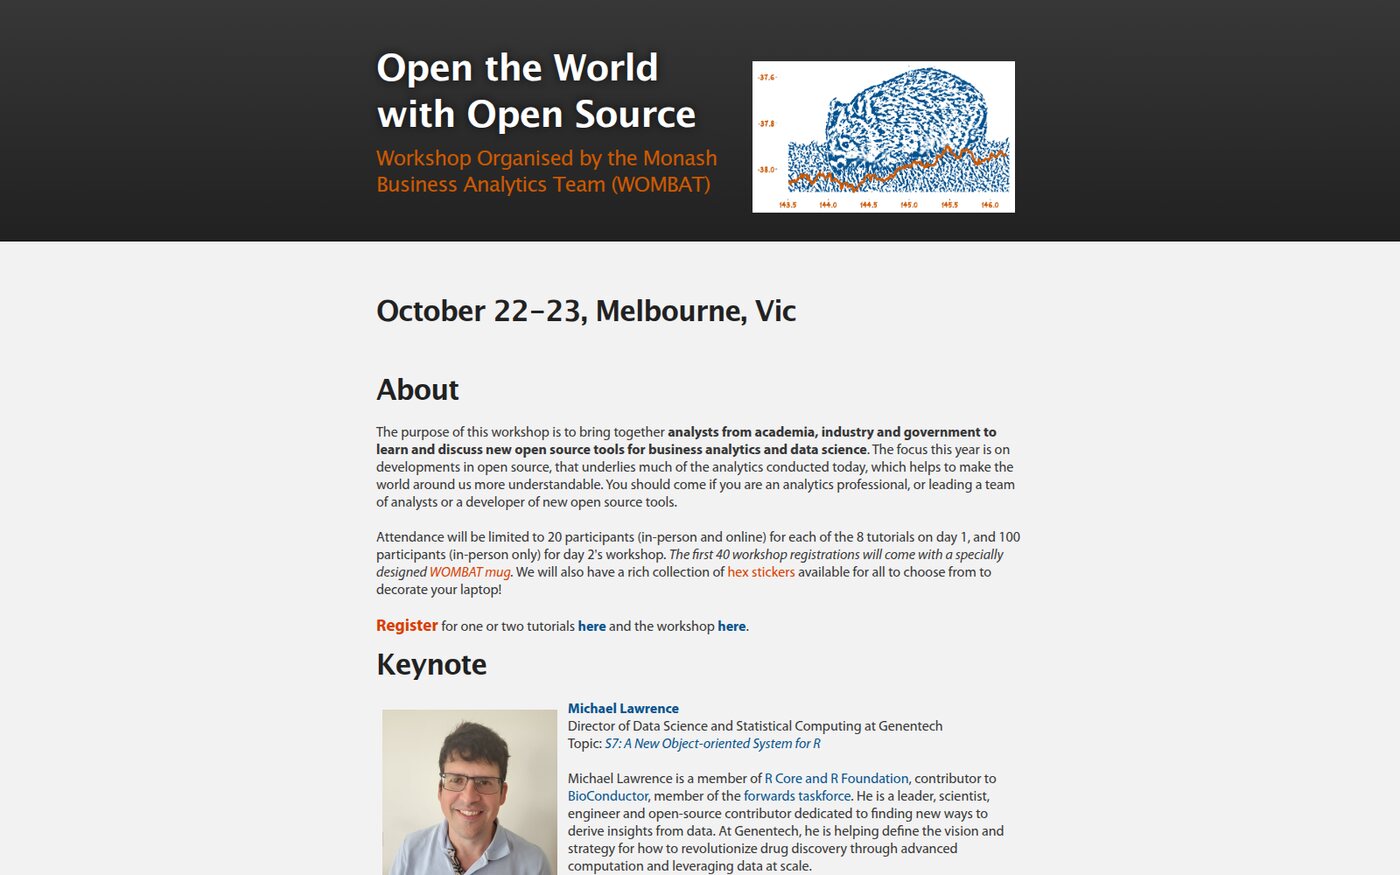 Open the World
with Open Source
Workshop Organised by the Monash
Business Analytics Team (WOMBAT)
-37.6
-37.8
-38.0
143.5 144.0 144.5 145.0 145.5 146.0
October 22–23, Melbourne, Vic
About
The purpose of this workshop is to bring together analysts from academia, industry and government to
learn and discuss new open source tools for business analytics and data science. The focus this year is on
developments in open source, that underlies much of the analytics conducted today, which helps to make the
world around us more understandable. You should come if you are an analytics professional, or leading a team
of analysts or a developer of new open source tools.
Attendance will be limited to 20 participants (in-person and online) for each of the 8 tutorials on day 1, and 100
participants (in-person only) for day 2's workshop. The first 40 workshop registrations will come with a specially
designed WOMBAT mug. We will also have a rich collection of hex stickers available for all to choose from to
decorate your laptop!
Register for one or two tutorials here and the workshop here.
Keynote
Michael Lawrence
Director of Data Science and Statistical Computing at Genentech
Topic: S7: A New Object-oriented System for R
Michael Lawrence is a member of R Core and R Foundation, contributor to
BioConductor, member of the forwards taskforce. He is a leader, scientist,
engineer and open-source contributor dedicated to finding new ways to
derive insights from data. At Genentech, he is helping define the vision and
strategy for how to revolutionize drug discovery through advanced
computation and leveraging data at scale.